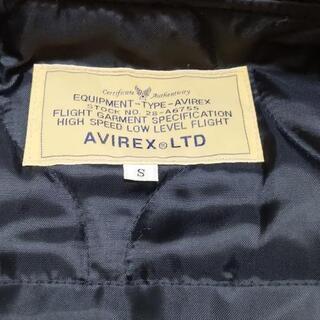 Certificate Authenticity
EQUIPMENT-TYPE-AVIREX
STOCK NO. 28-A6755
FLIGHT GARMENT SPECIFICATION
HIGH SPEED LOW LEVEL FLIGHT
AVIREX® LTD
S